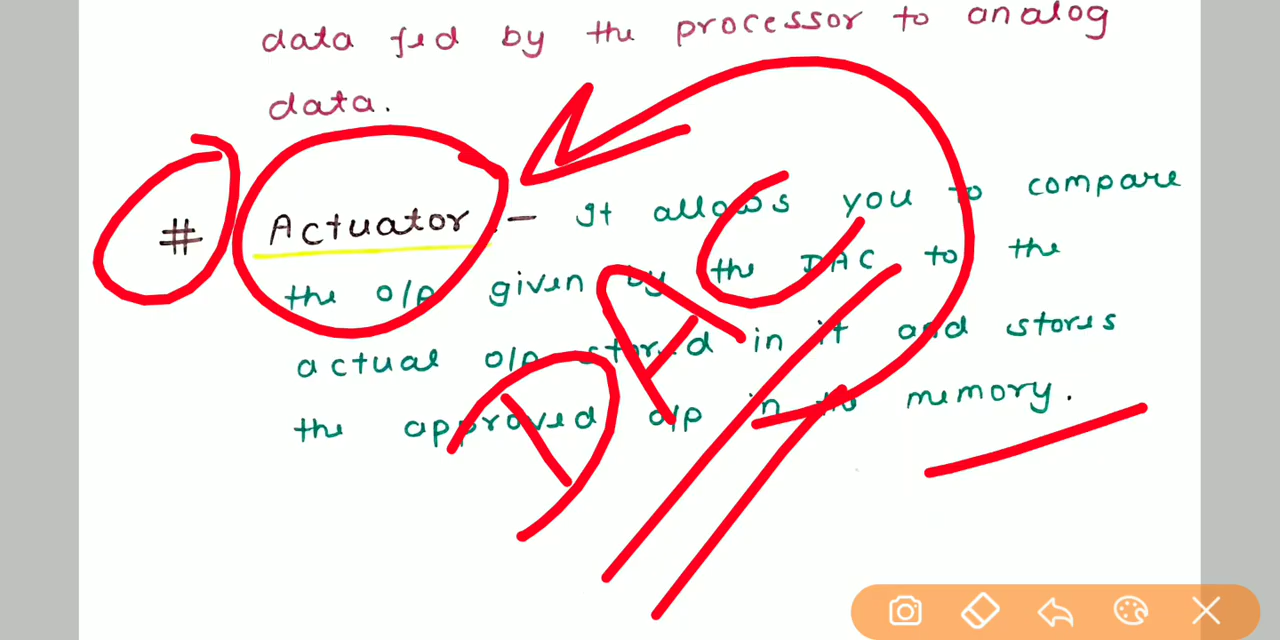 data fed by the processor to analog
data.
# Actuator :- It allows you to compare
the o/p given by the DAC to the
actual o/p stored in it and stores
the approved o/p in its memory.
DAC